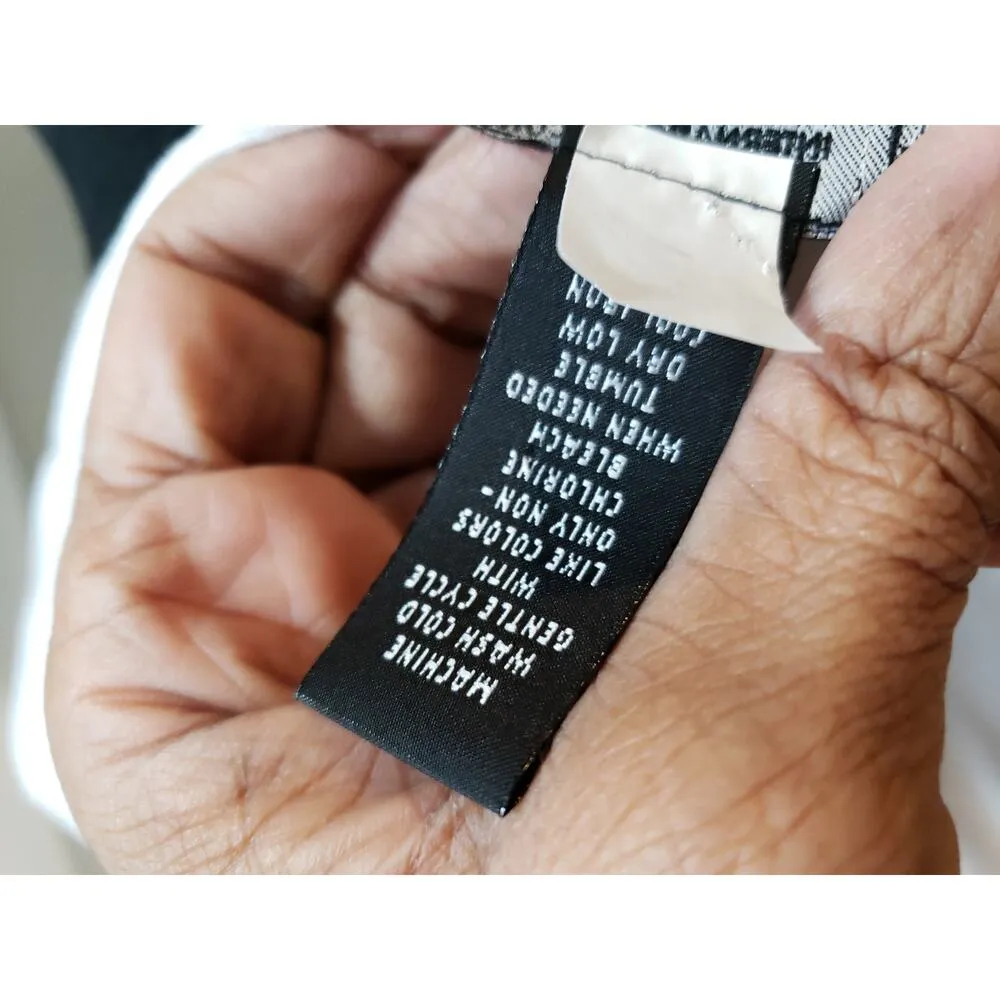 MACHINE
WASH COLD
GENTLE CYCLE
WITH
LIKE COLORS
ONLY NON-
CHLORINE
BLEACH
WHEN NEEDED
TUMBLE
DRY LOW
COOL IRON